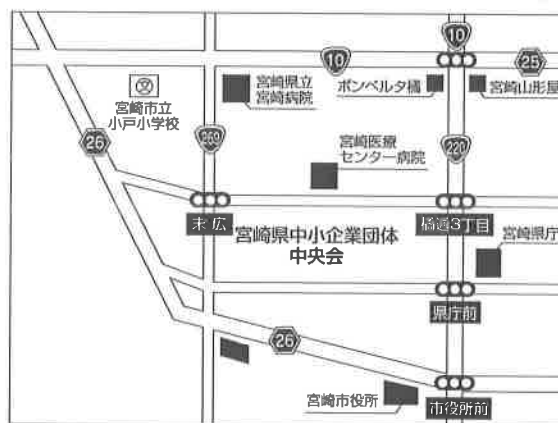 10
10
25
宮崎県立
宮崎病院
ボンベルタ橘
宮崎山形屋
文
宮崎市立
小戸小学校
26
269
220
宮崎医療
センター病院
末広
橘通3丁目
宮崎県中小企業団体
中央会
宮崎県庁
県庁前
26
宮崎市役所
市役所前